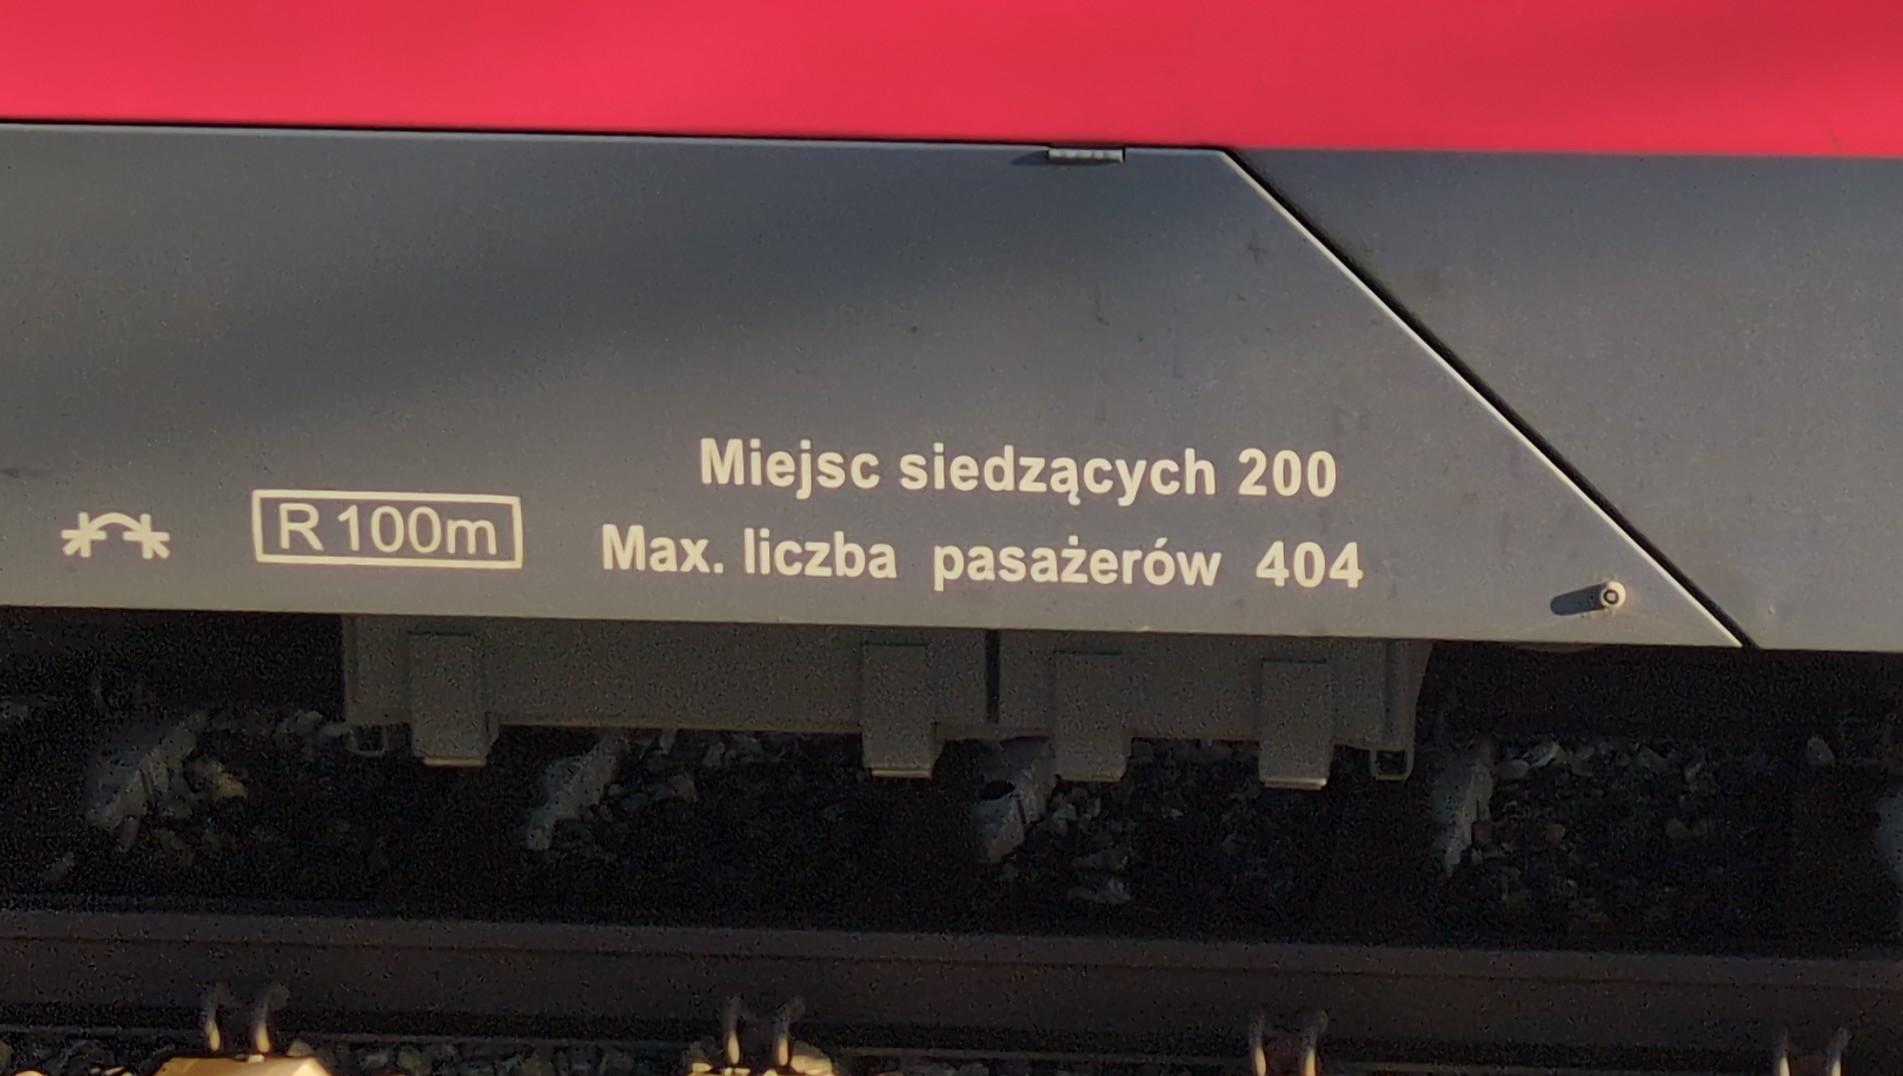 Miejsc siedzących 200
R 100m
Max. liczba pasażerów 404